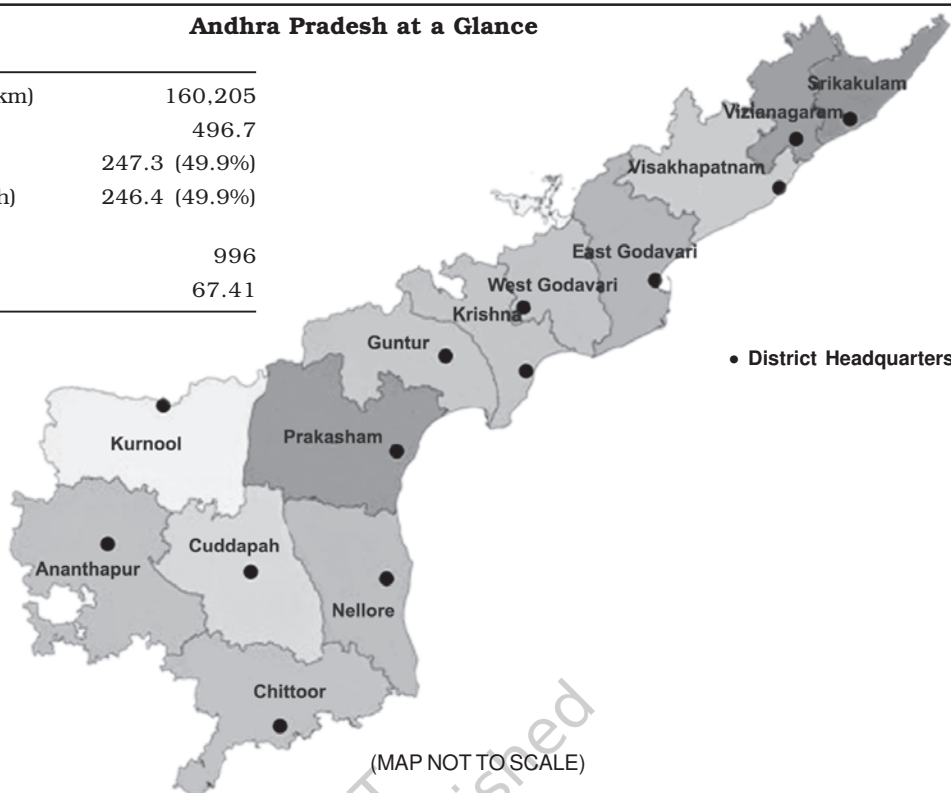 Andhra Pradesh at a Glance
km) 160,205
496.7
247.3 (49.9%)
h) 246.4 (49.9%)
996
67.41
Srikakulam
Vizianagaram
Visakhapatnam
East Godavari
West Godavari
Krishna
Guntur
• District Headquarters
Prakasham
Kurnool
Cuddapah
Ananthapur
Nellore
Chittoor
(MAP NOT TO SCALE)